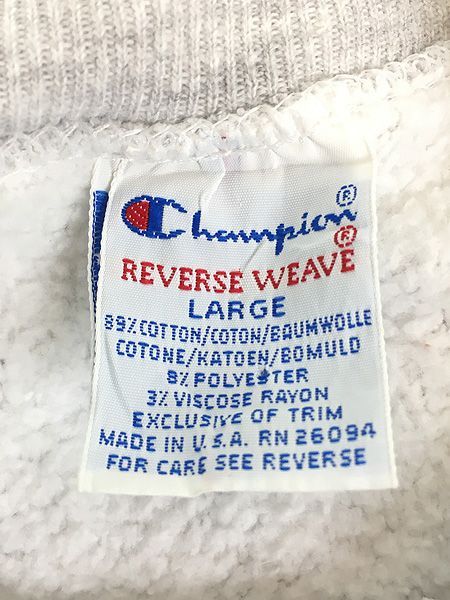 Champion®
REVERSE WEAVE®
LARGE
89% COTTON/COTON/BAUMWOLLE
COTONE/KATOEN/BOMULD
8% POLYESTER
3% VISCOSE RAYON
EXCLUSIVE OF TRIM
MADE IN U.S.A. RN 26094
FOR CARE SEE REVERSE